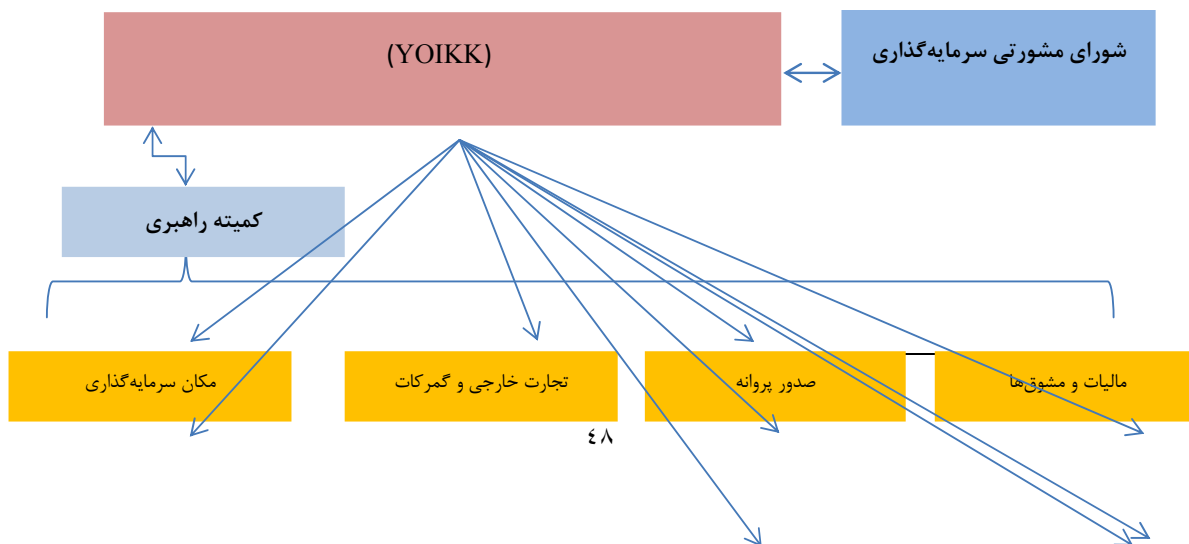 (YOIKK)
شورای مشورتی سرمایه‌گذاری
کمیته راهبری
مالیات و مشوق‌ها
صدور پروانه
تجارت خارجی و گمرکات
مکان سرمایه‌گذاری
٤٨